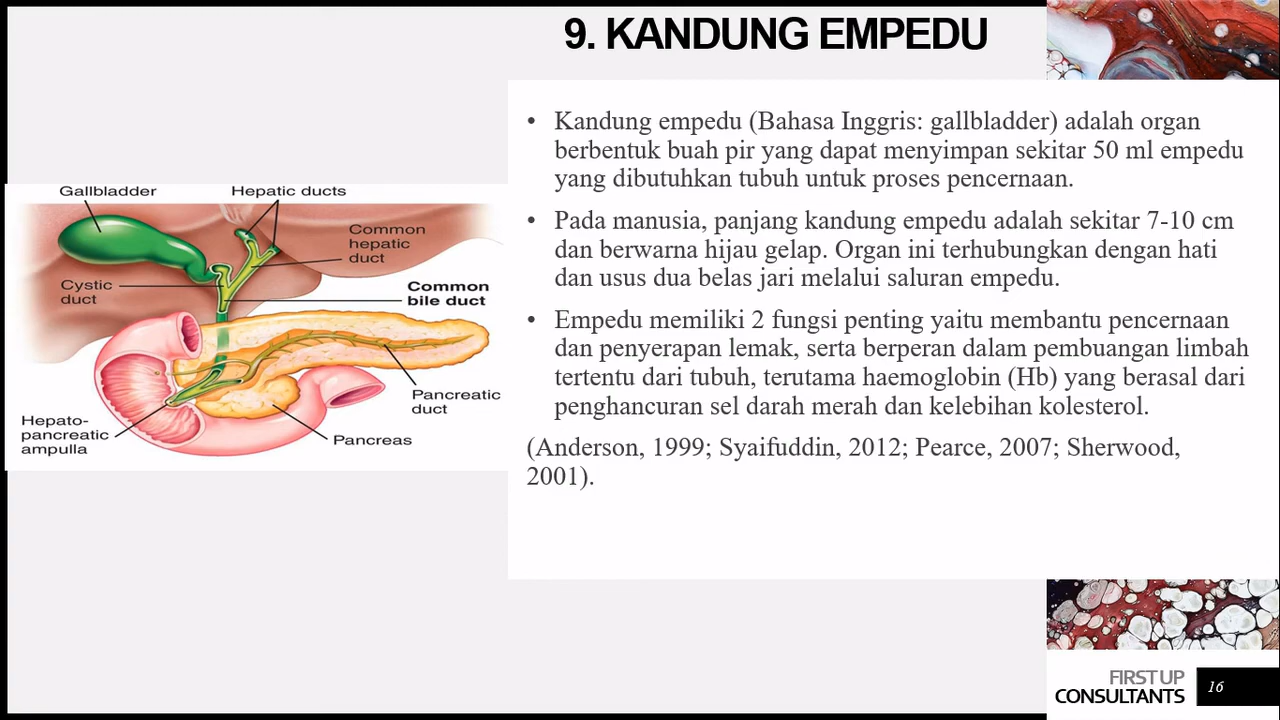 9. KANDUNG EMPEDU
Gallbladder
Hepatic ducts
Common
hepatic
duct
Cystic
duct
Common
bile duct
Pancreatic
duct
Hepato-
pancreatic
ampulla
Pancreas
• Kandung empedu (Bahasa Inggris: gallbladder) adalah organ
berbentuk buah pir yang dapat menyimpan sekitar 50 ml empedu
yang dibutuhkan tubuh untuk proses pencernaan.
• Pada manusia, panjang kandung empedu adalah sekitar 7-10 cm
dan berwarna hijau gelap. Organ ini terhubungkan dengan hati
dan usus dua belas jari melalui saluran empedu.
• Empedu memiliki 2 fungsi penting yaitu membantu pencernaan
dan penyerapan lemak, serta berperan dalam pembuangan limbah
tertentu dari tubuh, terutama haemoglobin (Hb) yang berasal dari
penghancuran sel darah merah dan kelebihan kolesterol.
(Anderson, 1999; Syaifuddin, 2012; Pearce, 2007; Sherwood,
2001).
FIRST UP
CONSULTANTS
16